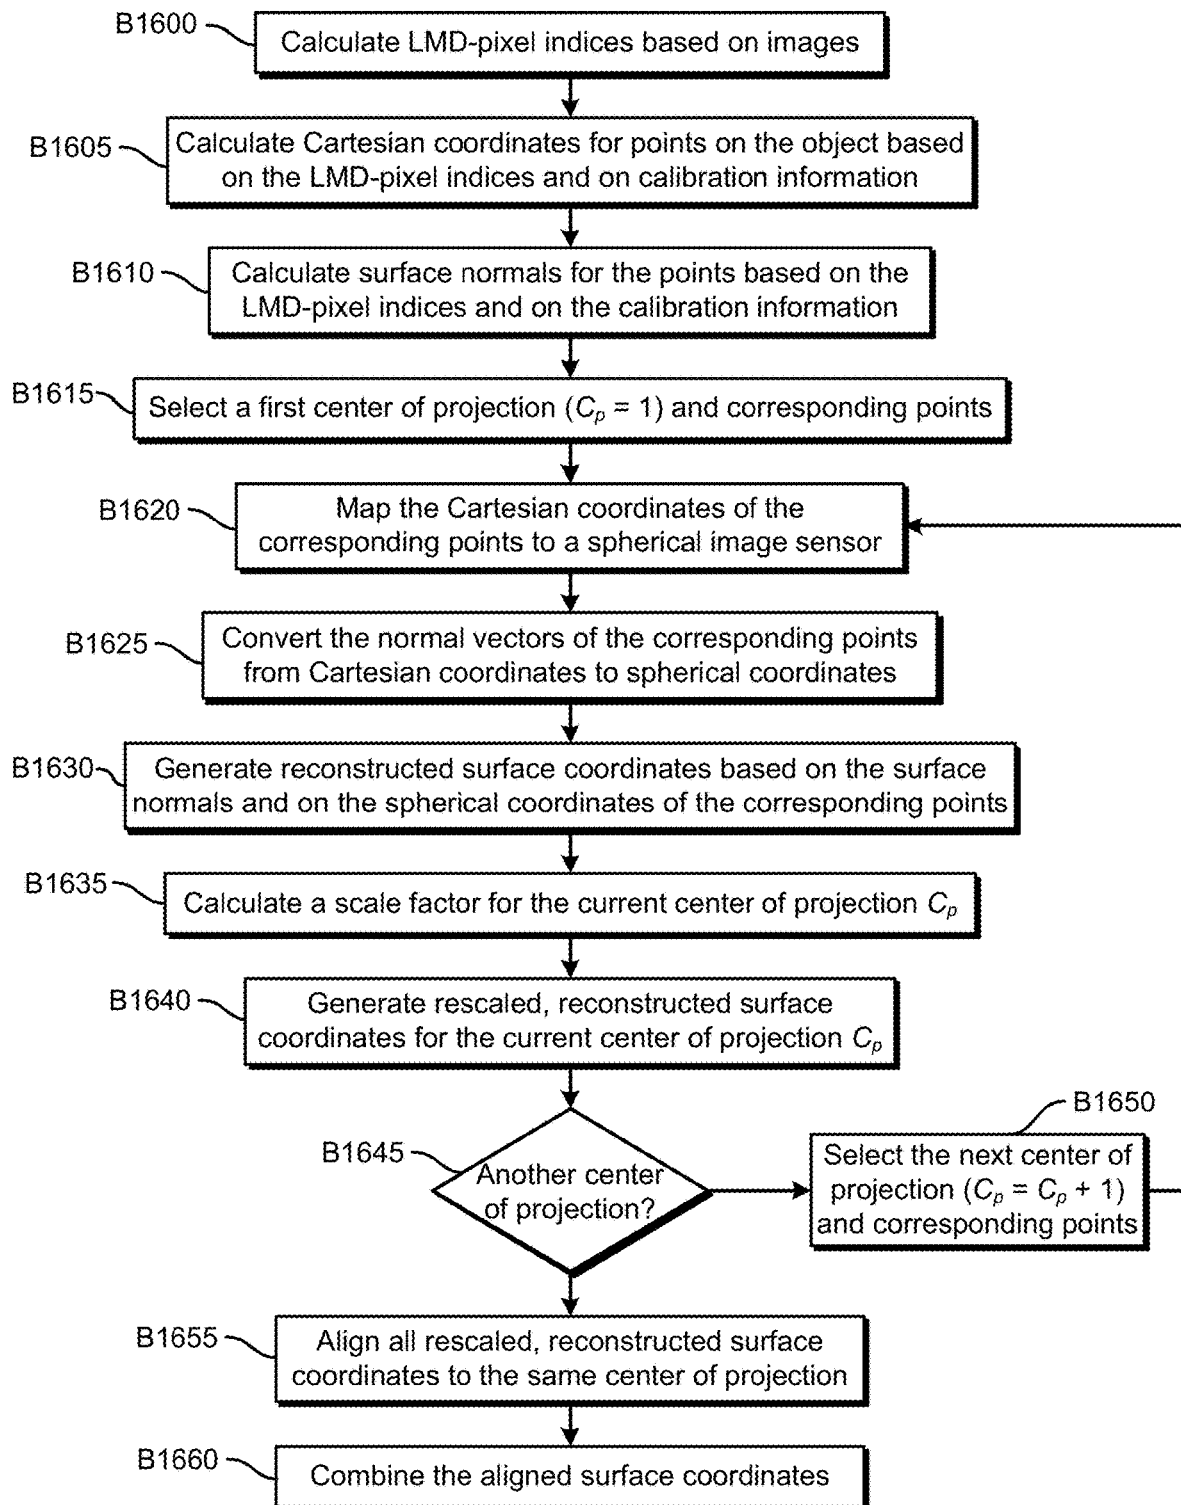 B1600
Calculate LMD-pixel indices based on images
B1605
Calculate Cartesian coordinates for points on the object based
on the LMD-pixel indices and on calibration information
B1610
Calculate surface normals for the points based on the
LMD-pixel indices and on the calibration information
B1615
Select a first center of projection (Cp = 1) and corresponding points
B1620
Map the Cartesian coordinates of the
corresponding points to a spherical image sensor
B1625
Convert the normal vectors of the corresponding points
from Cartesian coordinates to spherical coordinates
B1630
Generate reconstructed surface coordinates based on the surface
normals and on the spherical coordinates of the corresponding points
B1635
Calculate a scale factor for the current center of projection Cp
B1640
Generate rescaled, reconstructed surface
coordinates for the current center of projection Cp
B1645
Another center
of projection?
B1650
Select the next center of
projection (Cp = Cp + 1)
and corresponding points
B1655
Align all rescaled, reconstructed surface
coordinates to the same center of projection
B1660
Combine the aligned surface coordinates